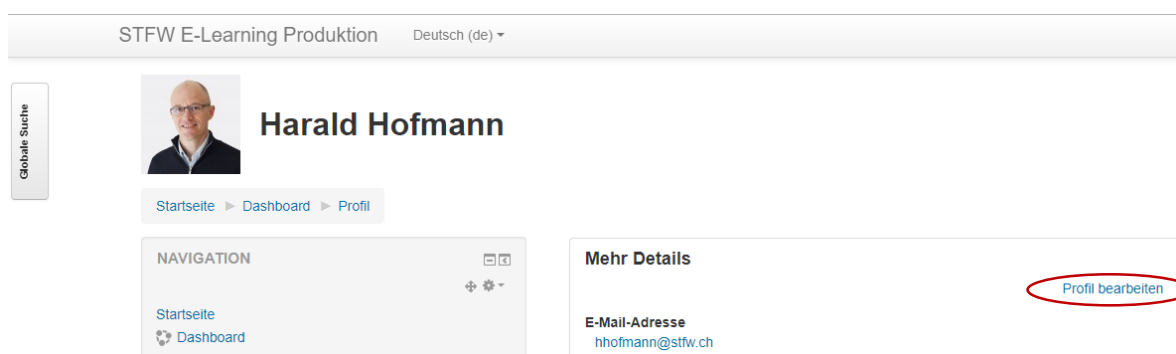 STFW E-Learning Produktion Deutsch (de)
Globale Suche
Harald Hofmann
Startseite Dashboard Profil
NAVIGATION
Startseite
Dashboard
Mehr Details
Profil bearbeiten
E-Mail-Adresse
hhofmann@stfw.ch